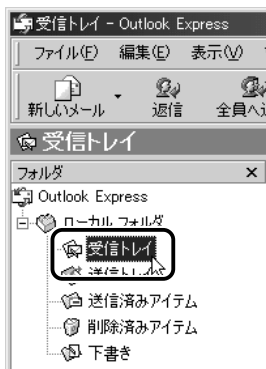 受信トレイ - Outlook Express
ファイル(F) 編集(E) 表示(V)
新しいメール 返信 全員へ
受信トレイ
フォルダ ×
Outlook Express
ローカル フォルダ
受信トレイ
送信済みアイテム
削除済みアイテム
下書き